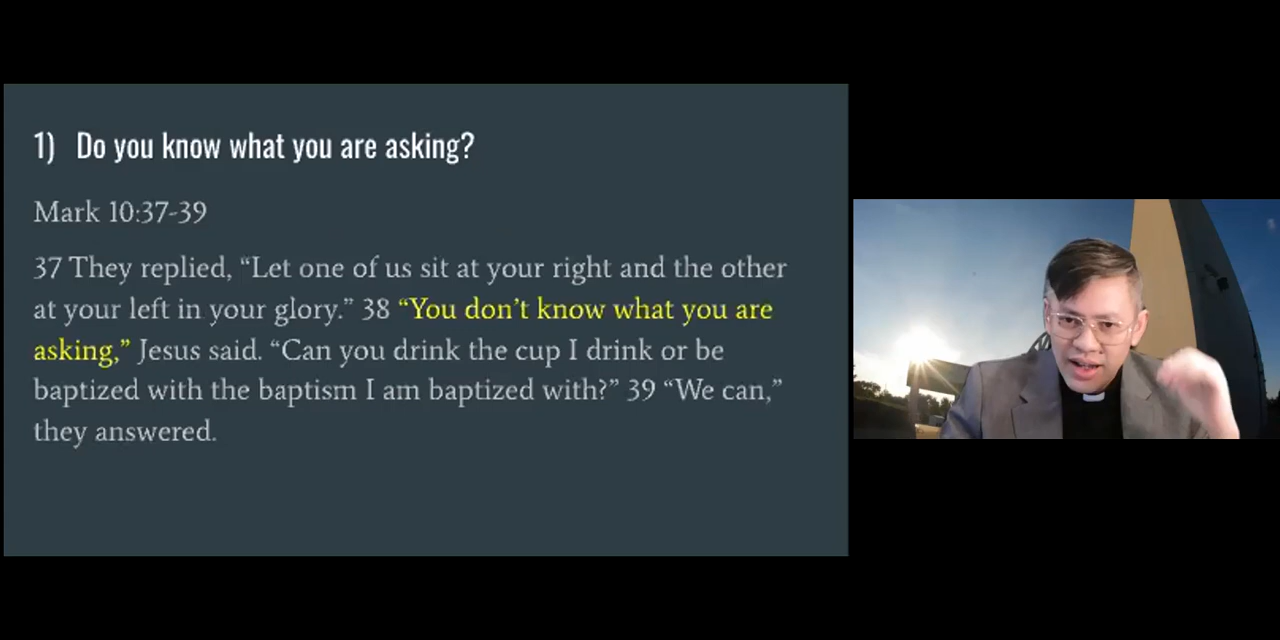 1) Do you know what you are asking?
Mark 10:37-39
37 They replied, “Let one of us sit at your right and the other
at your left in your glory.” 38 “You don’t know what you are
asking,” Jesus said. “Can you drink the cup I drink or be
baptized with the baptism I am baptized with?” 39 “We can,”
they answered.